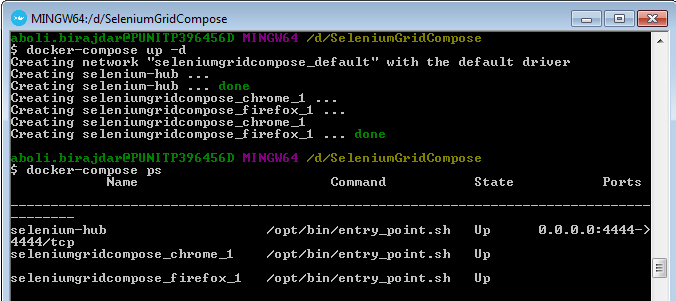 MINGW64:/d/SeleniumGridCompose
aboli.birajdar@PUNITP396456D MINGW64 /d/SeleniumGridCompose
$ docker-compose up -d
Creating network "seleniumgridcompose_default" with the default driver
Creating selenium-hub ...
Creating selenium-hub ... done
Creating seleniumgridcompose_chrome_1 ...
Creating seleniumgridcompose_firefox_1 ...
Creating seleniumgridcompose_chrome_1
Creating seleniumgridcompose_firefox_1 ... done
aboli.birajdar@PUNITP396456D MINGW64 /d/SeleniumGridCompose
$ docker-compose ps
Name Command State Ports
--------------------------------------------------------------------------------
--------
selenium-hub /opt/bin/entry_point.sh Up 0.0.0.0:4444->
4444/tcp
seleniumgridcompose_chrome_1 /opt/bin/entry_point.sh Up
seleniumgridcompose_firefox_1 /opt/bin/entry_point.sh Up